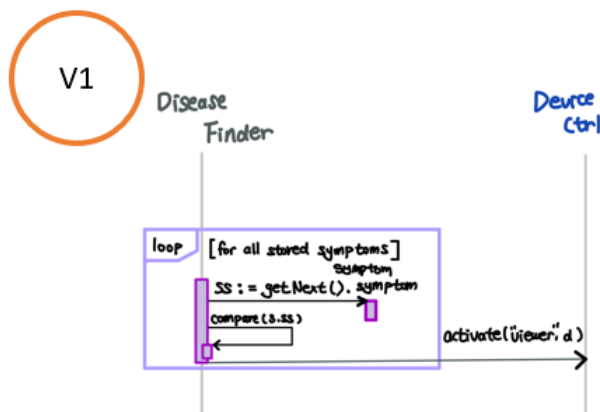 V1
Disease
Finder
Device
Ctrl
loop
[for all stored symptoms]
symptom
ss := getNext(). symptom
compare(s.ss)
activate("viewer", d)